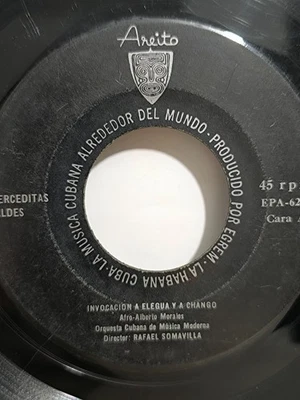 Areito
LA MUSICA CUBANA ALREDEDOR DEL MUNDO - PRODUCIDO POR EGREM - LA HABANA CUBA -
ERCEDITAS
LDES
45 rp
EPA-62
Cara
INVOCACION A ELEGUA Y A CHANGO
Afro-Alberto Morales
Orquesta Cubana de Música Moderna
Director: RAFAEL SOMAVILLA